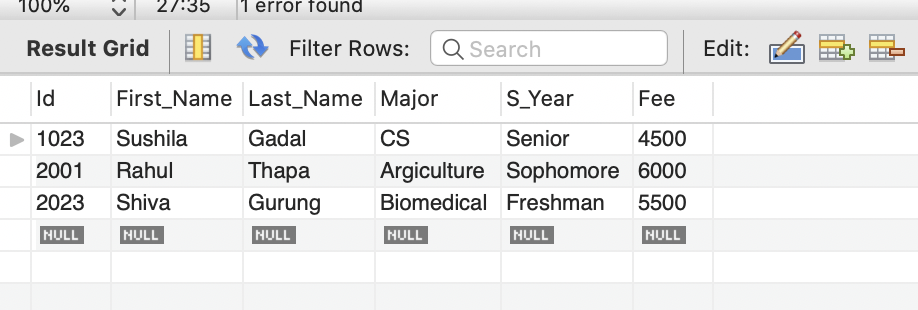 100% 27:35 1 error found
Result Grid Filter Rows: Search Edit:
Id First_Name Last_Name Major S_Year Fee
1023 Sushila Gadal CS Senior 4500
2001 Rahul Thapa Argiculture Sophomore 6000
2023 Shiva Gurung Biomedical Freshman 5500
NULL NULL NULL NULL NULL NULL